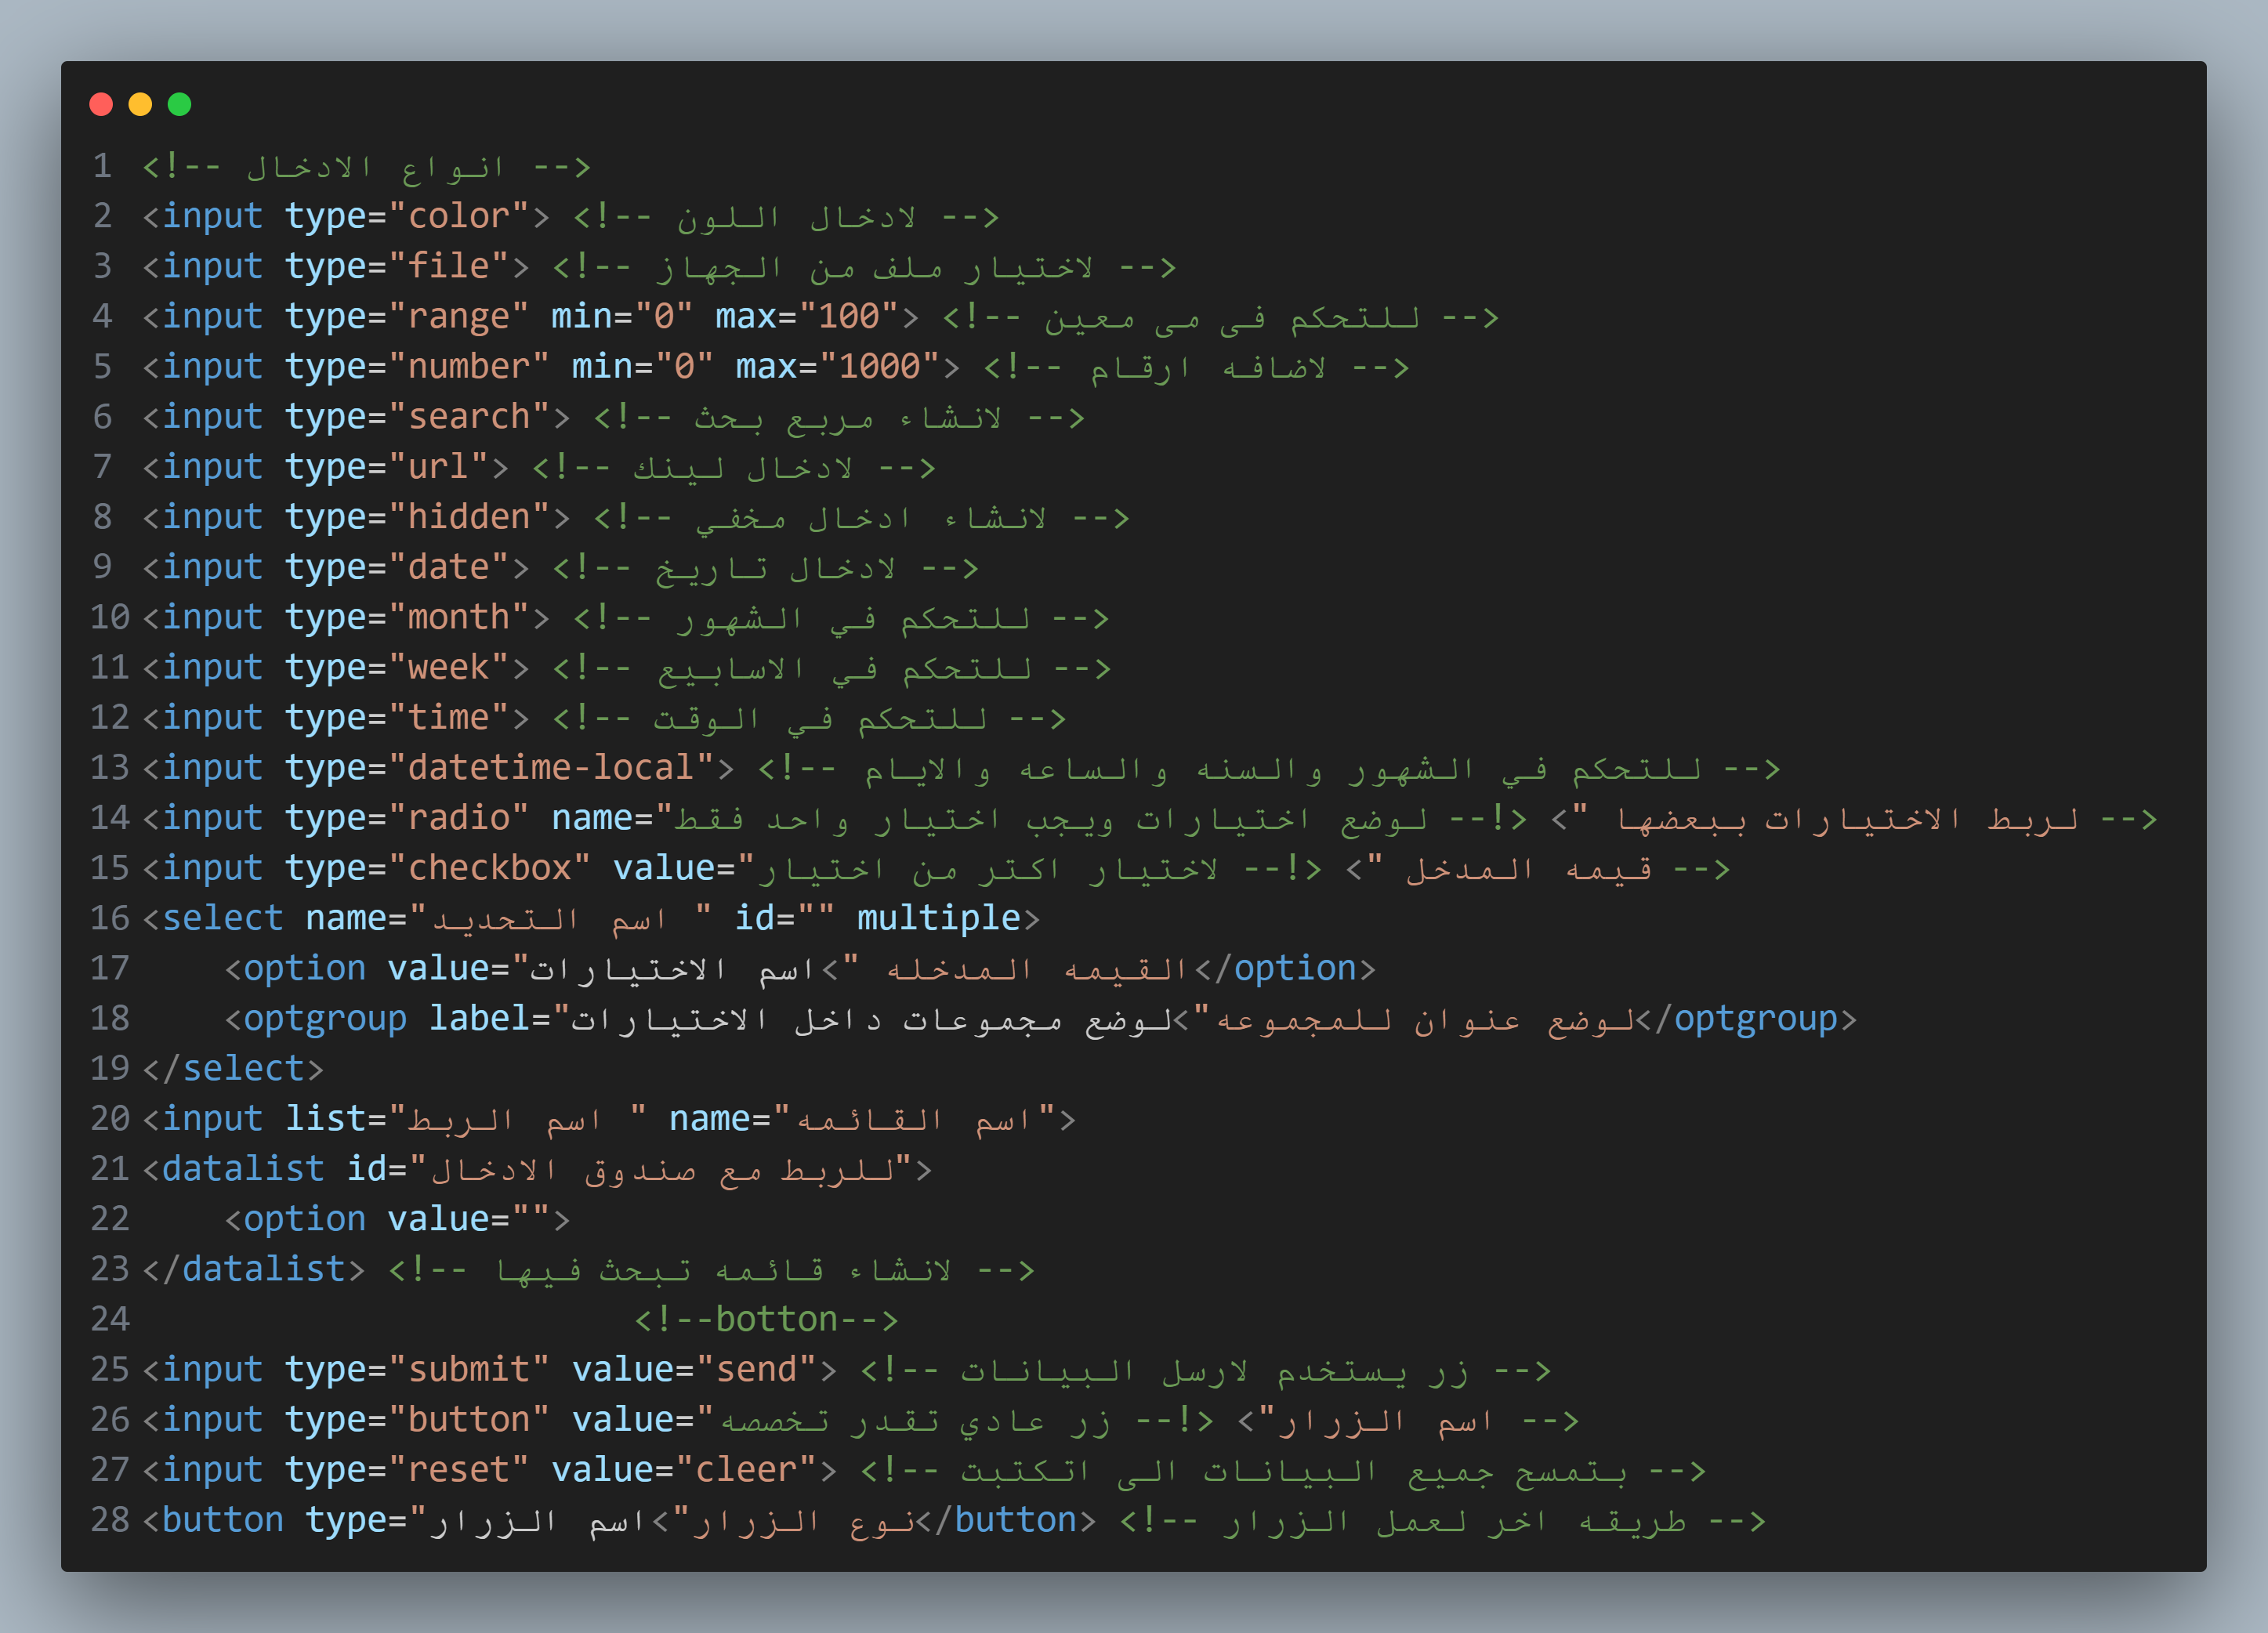 1 <!-- انواع الادخال -->
2 <input type="color"> <!-- لادخال اللون -->
3 <input type="file"> <!-- لاختيار ملف من الجهاز -->
4 <input type="range" min="0" max="100"> <!-- للتحكم فى مى معين -->
5 <input type="number" min="0" max="1000"> <!-- لاضافه ارقام -->
6 <input type="search"> <!-- لانشاء مربع بحث -->
7 <input type="url"> <!-- لادخال لينك -->
8 <input type="hidden"> <!-- لانشاء ادخال مخفي -->
9 <input type="date"> <!-- لادخال تاريخ -->
10 <input type="month"> <!-- للتحكم في الشهور -->
11 <input type="week"> <!-- للتحكم في الاسابيع -->
12 <input type="time"> <!-- للتحكم في الوقت -->
13 <input type="datetime-local"> <!-- للتحكم في الشهور والسنه والساعه والايام -->
14 <input type="radio" name="لربط الاختيارات ببعضها "> <!-- لوضع اختيارات ويجب اختيار واحد فقط -->
15 <input type="checkbox" value="قيمه المدخل "> <!-- لاختيار اكتر من اختيار -->
16 <select name="اسم التحديد " id="" multiple>
17     <option value="القيمه المدخله ">اسم الاختيارات</option>
18     <optgroup label="لوضع عنوان للمجموعه">لوضع مجموعات داخل الاختيارات</optgroup>
19 </select>
20 <input list="اسم الربط " name="اسم القائمه">
21 <datalist id="للربط مع صندوق الادخال">
22     <option value="">
23 </datalist> <!-- لانشاء قائمه تبحث فيها -->
24                         <!--botton-->
25 <input type="submit" value="send"> <!-- زر يستخدم لارسل البيانات -->
26 <input type="button" value="اسم الزرار"> <!-- زر عادي تقدر تخصصه -->
27 <input type="reset" value="cleer"> <!-- بتمسح جميع البيانات الى اتكتبت -->
28 <button type="نوع الزرار">اسم الزرار</button> <!-- طريقه اخر لعمل الزرار -->